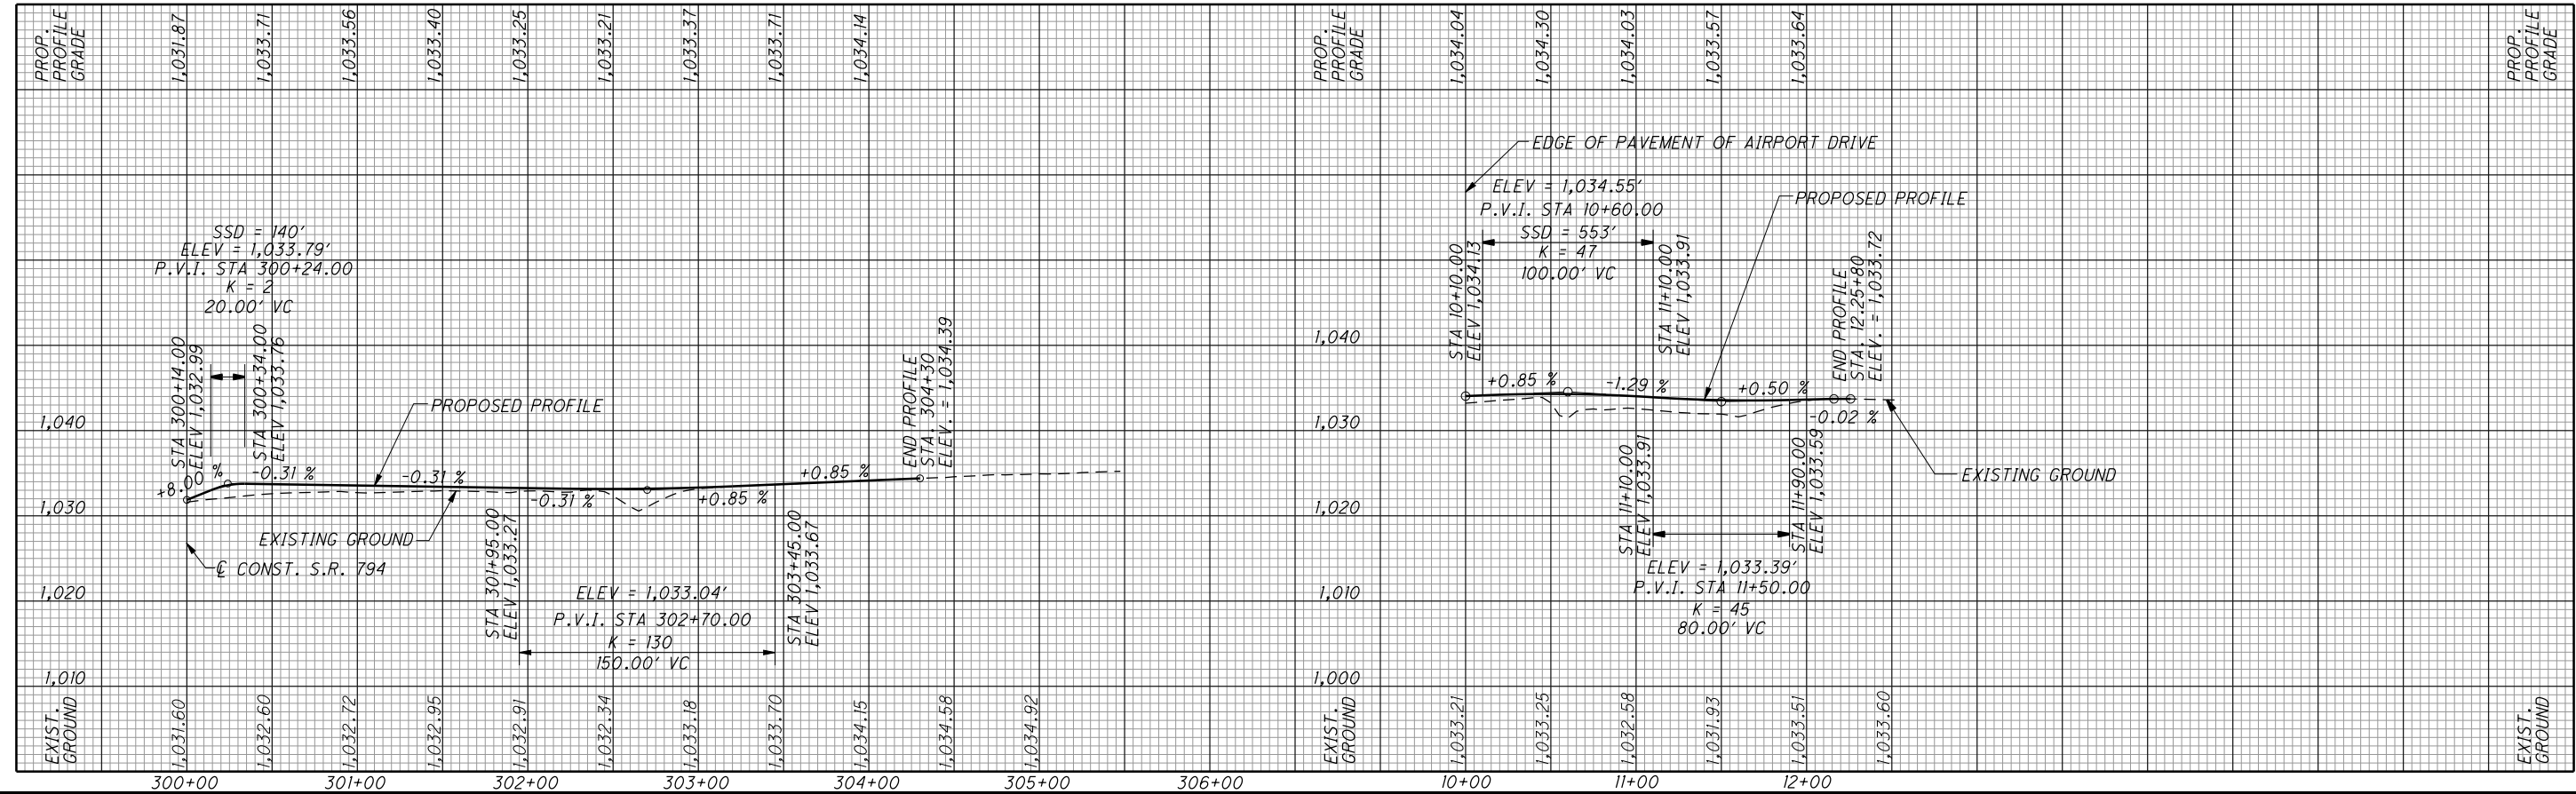 PROP.
PROFILE
GRADE
1,031.87
1,033.71
1,033.56
1,033.40
1,033.25
1,033.21
1,033.37
1,033.71
1,034.14
PROP.
PROFILE
GRADE
1,034.04
1,034.30
1,034.03
1,033.57
1,033.64
PROP.
PROFILE
GRADE
SSD = 140'
ELEV = 1,033.79'
P.V.I. STA 300+24.00
K = 2
20.00' VC
STA 300+14.00
ELEV 1,032.99
STA 300+34.00
ELEV 1,033.76
PROPOSED PROFILE
+8.00 %
-0.31 %
-0.31 %
-0.31 %
+0.85 %
+0.85 %
END PROFILE
STA. 304+30
ELEV. = 1,034.39
EXISTING GROUND
℄ CONST. S.R. 794
STA 301+95.00
ELEV 1,033.27
ELEV = 1,033.04'
P.V.I. STA 302+70.00
K = 130
150.00' VC
STA 303+45.00
ELEV 1,033.67
1,040
1,030
1,020
1,010
EDGE OF PAVEMENT OF AIRPORT DRIVE
ELEV = 1,034.55'
P.V.I. STA 10+60.00
SSD = 553'
K = 47
100.00' VC
STA 10+10.00
ELEV 1,034.13
STA 11+10.00
ELEV 1,033.91
PROPOSED PROFILE
END PROFILE
STA. 12.25+80
ELEV. = 1,033.72
+0.85 %
-1.29 %
+0.50 %
-0.02 %
EXISTING GROUND
STA 11+10.00
ELEV 1,033.91
STA 11+90.00
ELEV 1,033.59
ELEV = 1,033.39'
P.V.I. STA 11+50.00
K = 45
80.00' VC
1,040
1,030
1,020
1,010
1,000
EXIST.
GROUND
1,031.60
1,032.60
1,032.72
1,032.95
1,032.91
1,032.34
1,033.18
1,033.70
1,034.15
1,034.58
1,034.92
EXIST.
GROUND
1,033.21
1,033.25
1,032.58
1,031.93
1,033.51
1,033.60
EXIST.
GROUND
300+00
301+00
302+00
303+00
304+00
305+00
306+00
10+00
11+00
12+00